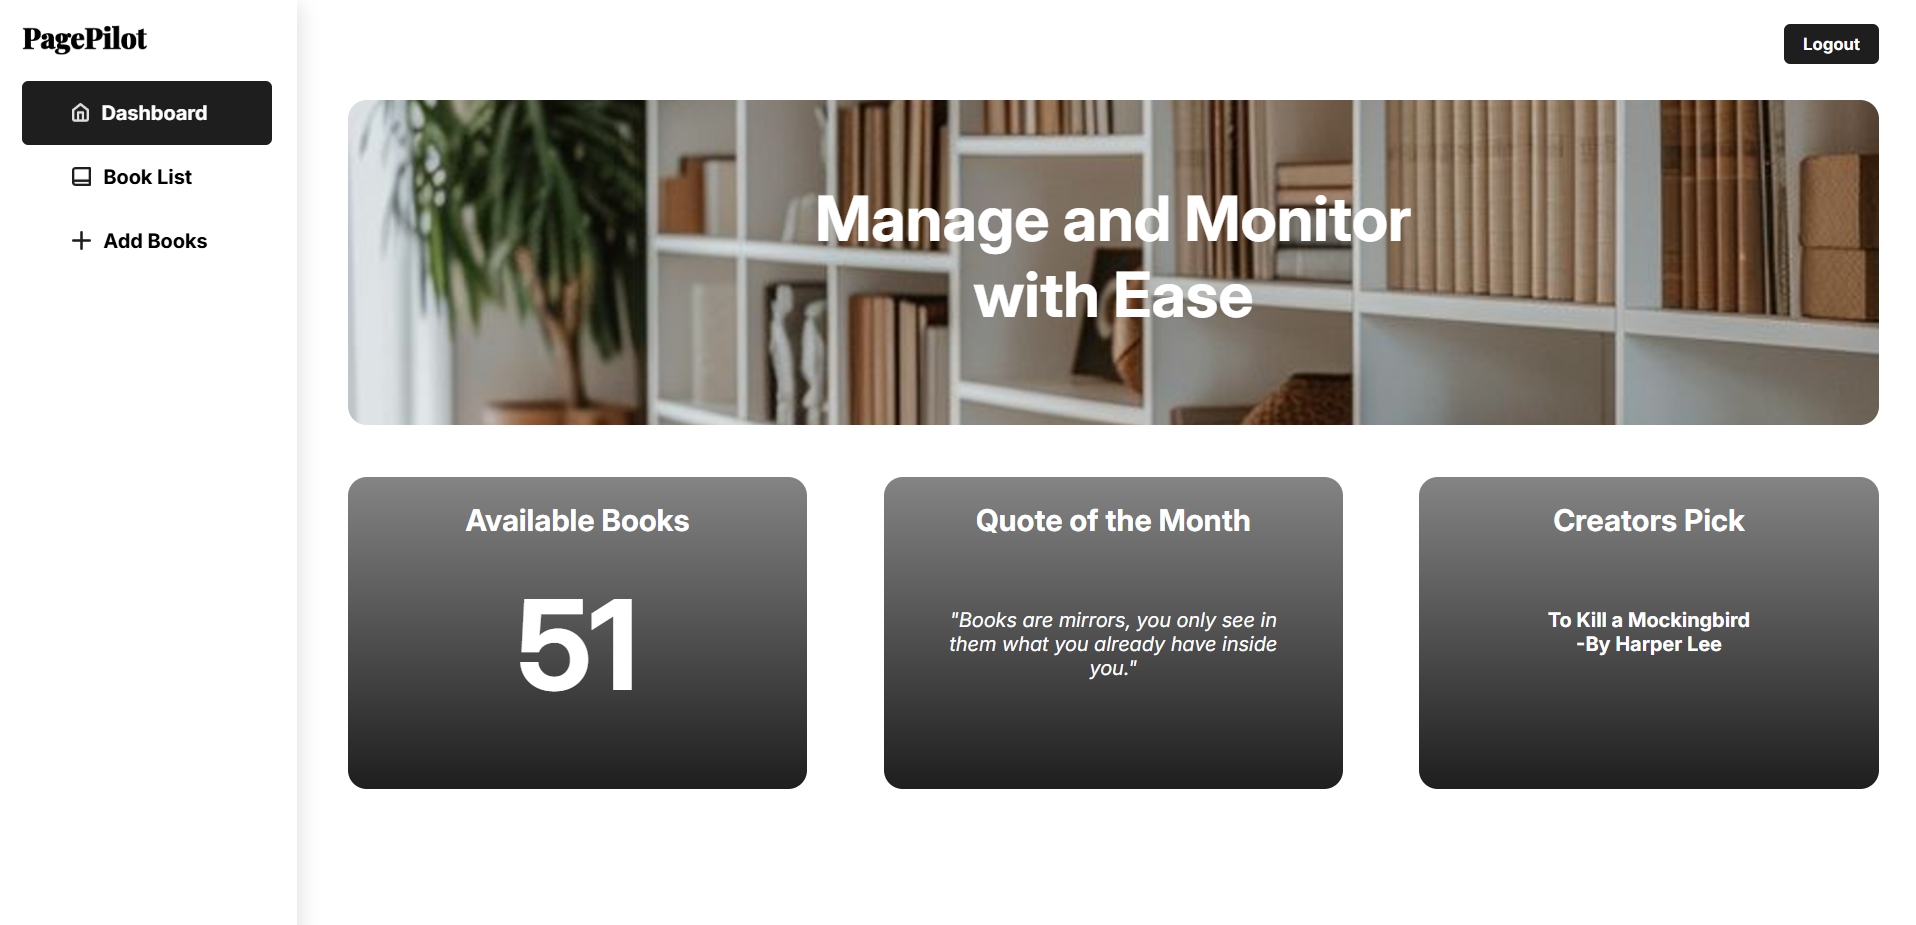 PagePilot
Dashboard
Book List
Add Books
Logout
Manage and Monitor
with Ease
Available Books
51
Quote of the Month
"Books are mirrors, you only see in
them what you already have inside
you."
Creators Pick
To Kill a Mockingbird
-By Harper Lee